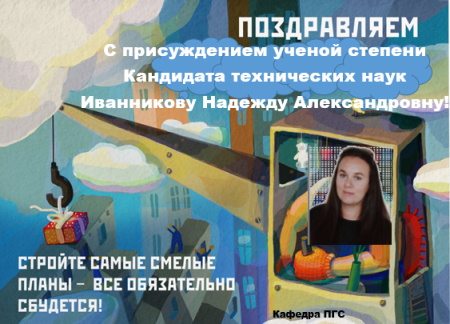 ПОЗДРАВЛЯЕМ
С присуждением ученой степени
Кандидата технических наук
Иванникову Надежду Александровну!
СТРОЙТЕ САМЫЕ СМЕЛЫЕ
ПЛАНЫ – ВСЕ ОБЯЗАТЕЛЬНО
СБУДЕТСЯ!
Кафедра ПГС